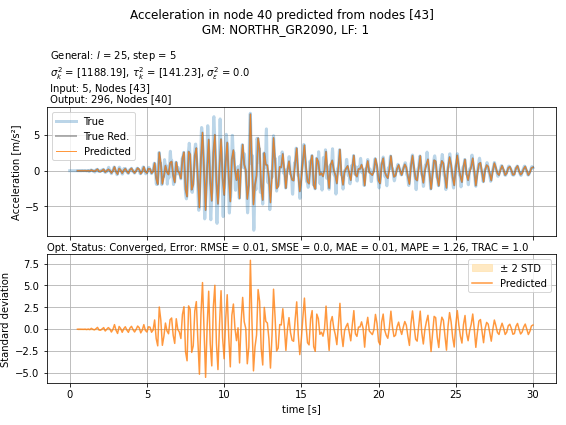 Acceleration in node 40 predicted from nodes [43]
GM: NORTHR_GR2090, LF: 1
General: l = 25, step = 5
σ²ₖ = [1188.19], τ²ₖ = [141.23], σ²ε = 0.0
Input: 5, Nodes [43]
Output: 296, Nodes [40]
True
True Red.
Predicted
Acceleration [m/s²]
5
0
−5
Opt. Status: Converged, Error: RMSE = 0.01, SMSE = 0.0, MAE = 0.01, MAPE = 1.26, TRAC = 1.0
± 2 STD
Predicted
Standard deviation
7.5
5.0
2.5
0.0
−2.5
−5.0
0 5 10 15 20 25 30
time [s]